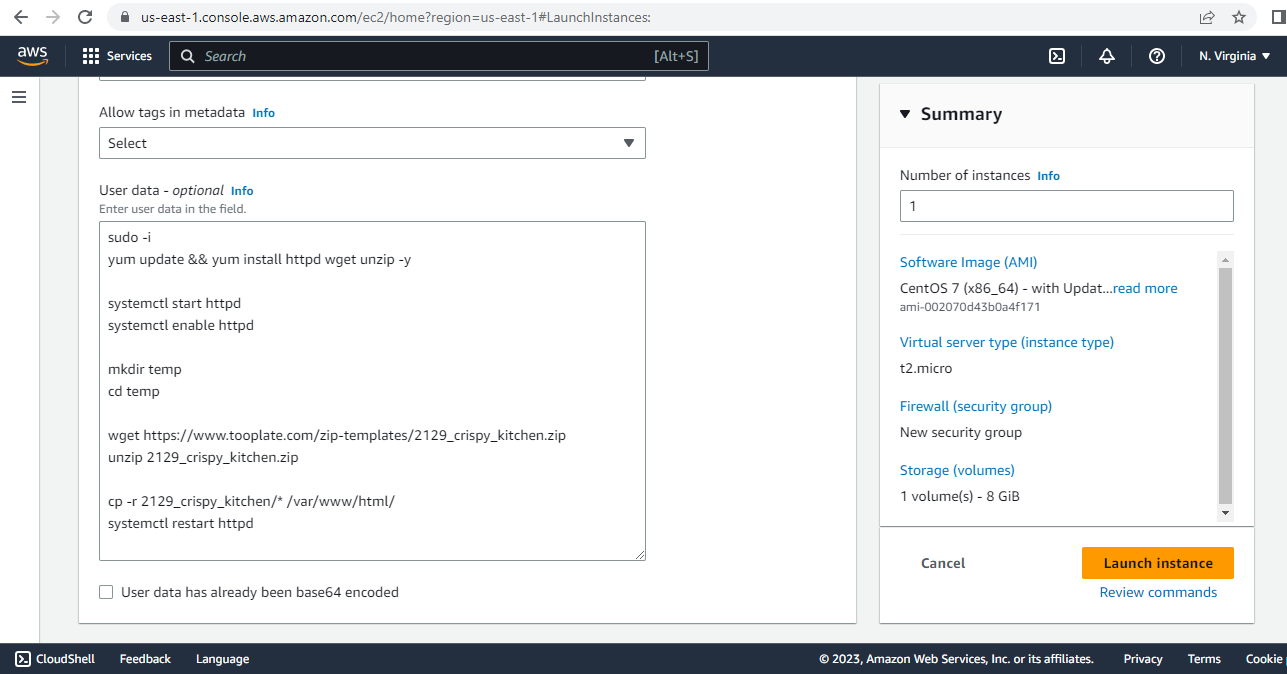 us-east-1.console.aws.amazon.com/ec2/home?region=us-east-1#LaunchInstances:
aws
Services
Search
[Alt+S]
N. Virginia
Allow tags in metadata Info
Select
User data - optional Info
Enter user data in the field.
sudo -i
yum update && yum install httpd wget unzip -y
systemctl start httpd
systemctl enable httpd
mkdir temp
cd temp
wget https://www.tooplate.com/zip-templates/2129_crispy_kitchen.zip
unzip 2129_crispy_kitchen.zip
cp -r 2129_crispy_kitchen/* /var/www/html/
systemctl restart httpd
User data has already been base64 encoded
Summary
Number of instances Info
1
Software Image (AMI)
CentOS 7 (x86_64) - with Updat...read more
ami-002070d43b0a4f171
Virtual server type (instance type)
t2.micro
Firewall (security group)
New security group
Storage (volumes)
1 volume(s) - 8 GiB
Cancel
Launch instance
Review commands
CloudShell
Feedback
Language
© 2023, Amazon Web Services, Inc. or its affiliates.
Privacy
Terms
Cookie